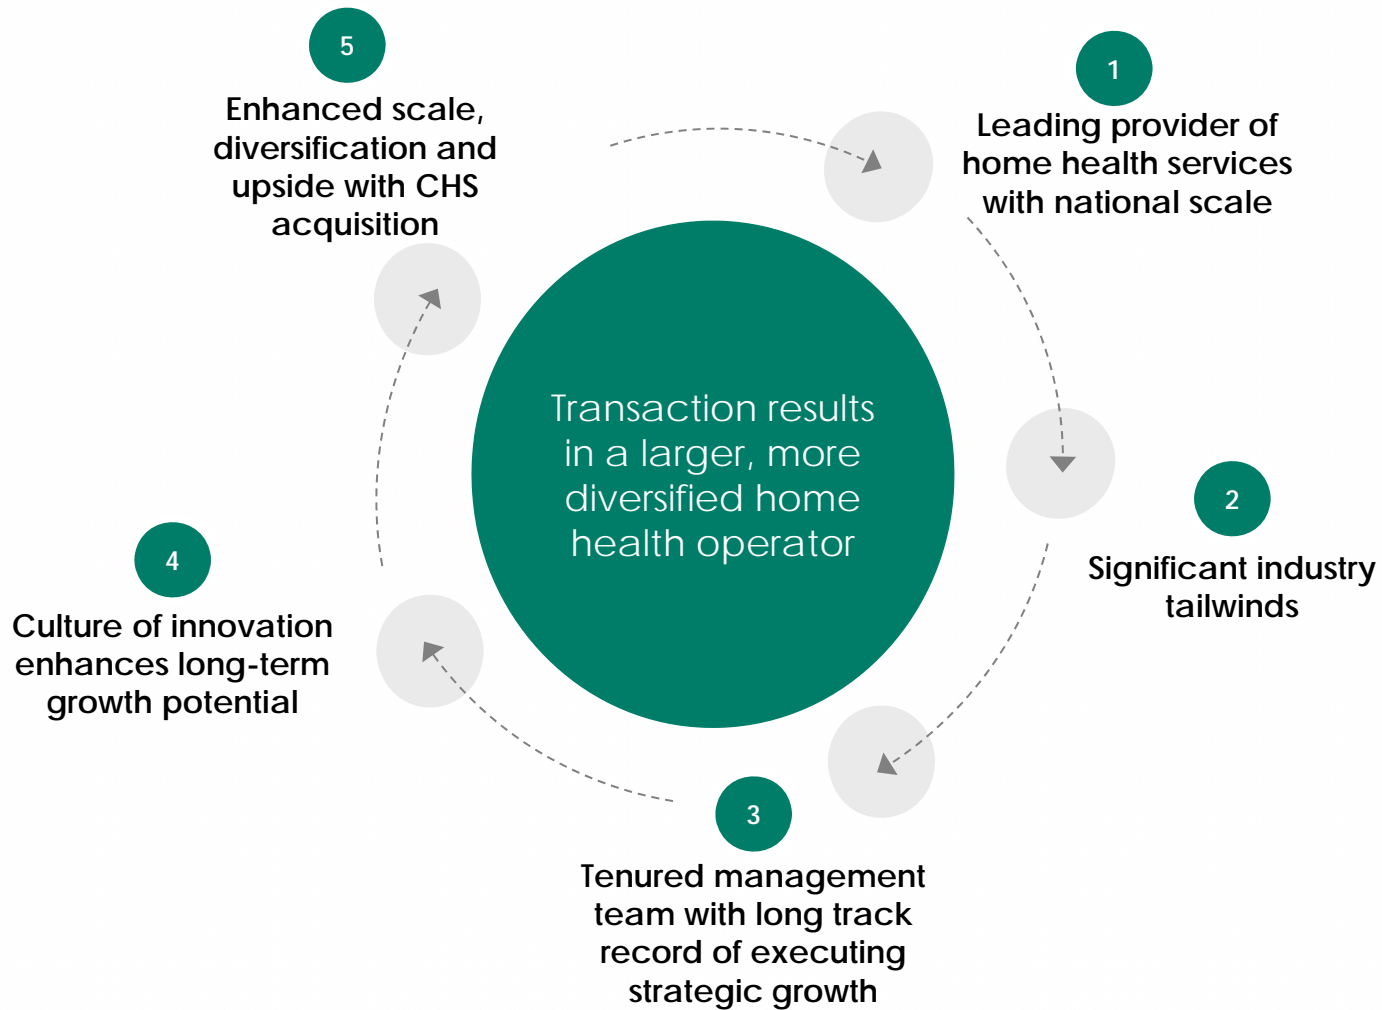 1
Leading provider of
home health services
with national scale
2
Significant industry
tailwinds
3
Tenured management
team with long track
record of executing
strategic growth
4
Culture of innovation
enhances long-term
growth potential
5
Enhanced scale,
diversification and
upside with CHS
acquisition
Transaction results
in a larger, more
diversified home
health operator